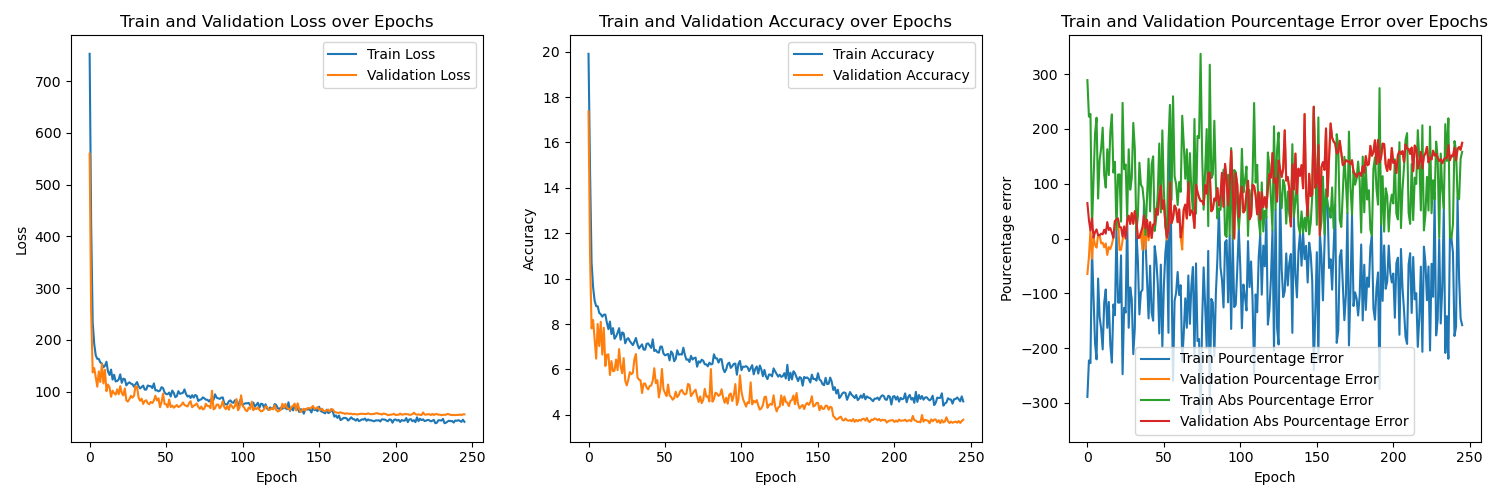 Train and Validation Loss over Epochs
Train Loss
Validation Loss
Loss
700
600
500
400
300
200
100
0 50 100 150 200 250
Epoch
Train and Validation Accuracy over Epochs
Train Accuracy
Validation Accuracy
Accuracy
20
18
16
14
12
10
8
6
4
0 50 100 150 200 250
Epoch
Train and Validation Pourcentage Error over Epochs
Pourcentage error
300
200
100
0
−100
−200
−300
Train Pourcentage Error
Validation Pourcentage Error
Train Abs Pourcentage Error
Validation Abs Pourcentage Error
0 50 100 150 200 250
Epoch